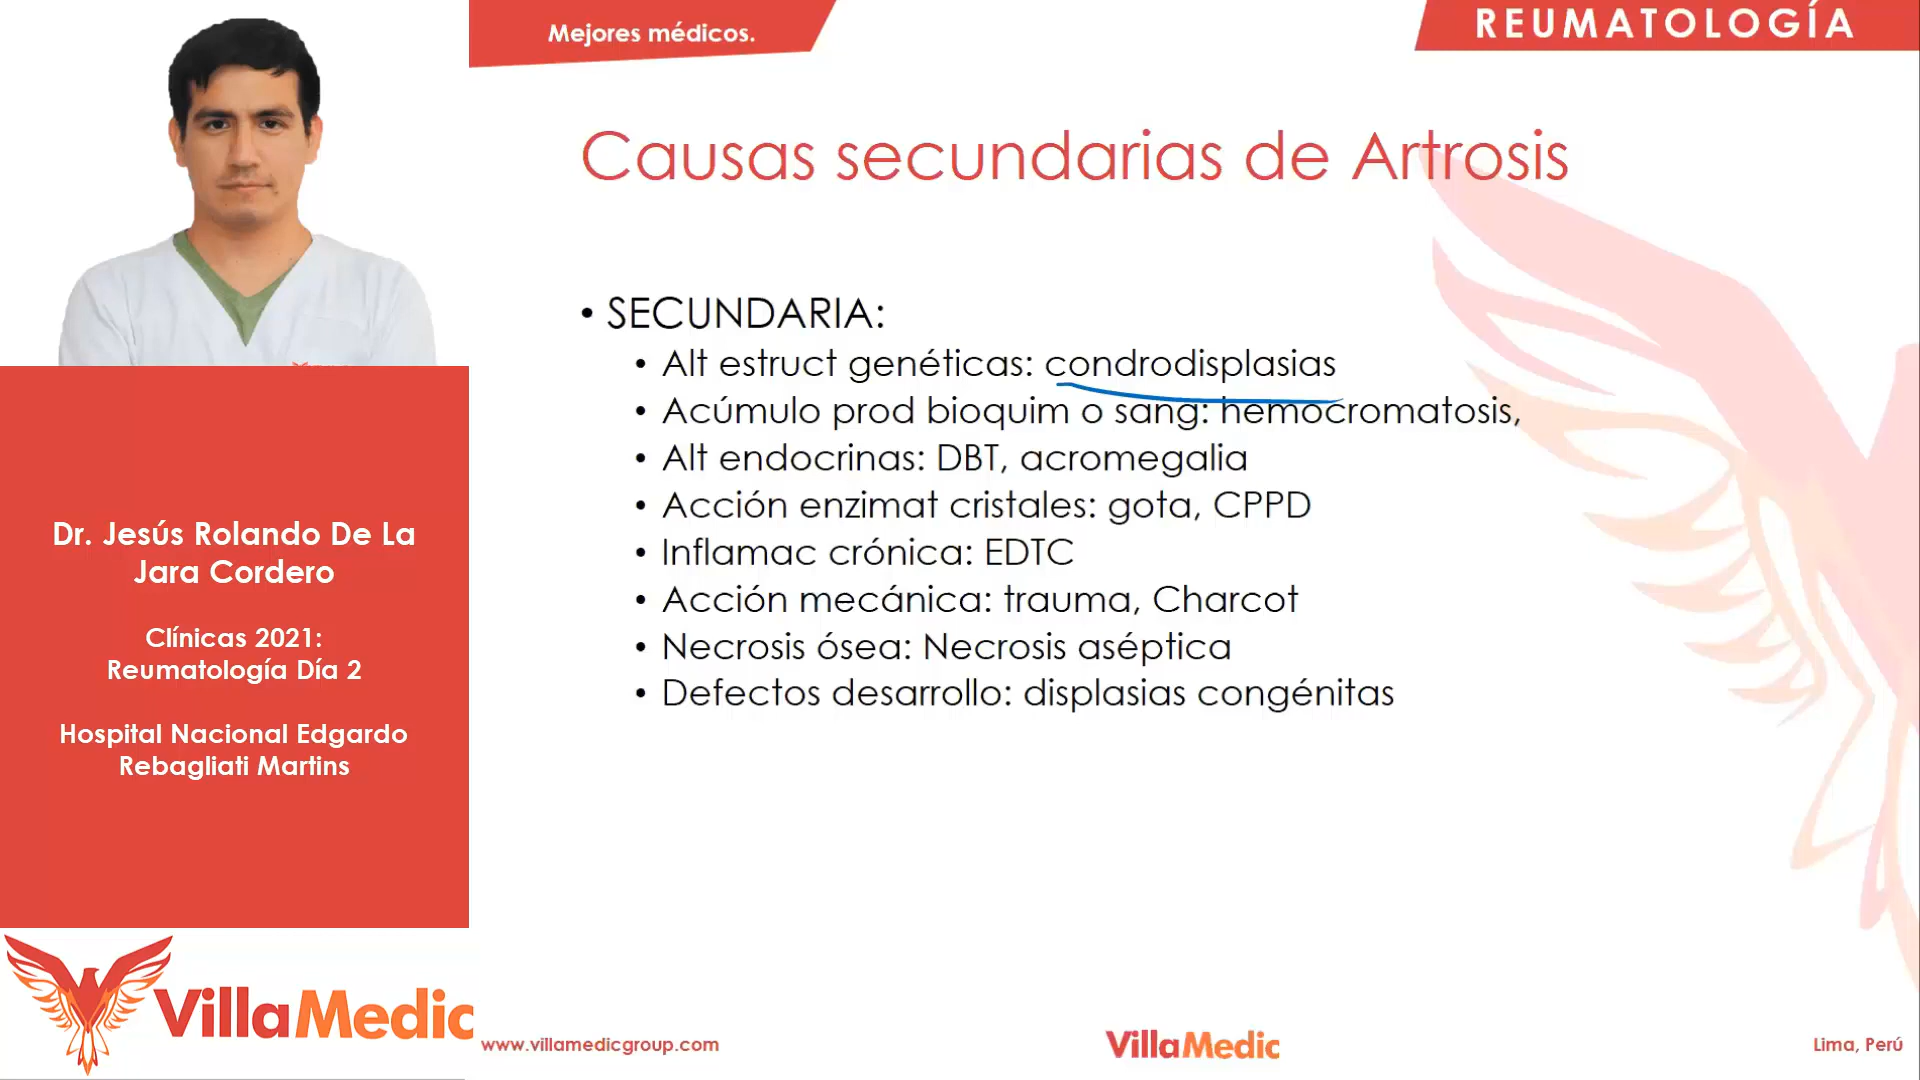 Mejores médicos.
REUMATOLOGÍA
Causas secundarias de Artrosis
• SECUNDARIA:
• Alt estruct genéticas: condrodisplasias
• Acúmulo prod bioquim o sang: hemocromatosis,
• Alt endocrinas: DBT, acromegalia
• Acción enzimat cristales: gota, CPPD
• Inflamac crónica: EDTC
• Acción mecánica: trauma, Charcot
• Necrosis ósea: Necrosis aséptica
• Defectos desarrollo: displasias congénitas
Dr. Jesús Rolando De La
Jara Cordero
Clínicas 2021:
Reumatología Día 2
Hospital Nacional Edgardo
Rebagliati Martins
VillaMedic
www.villamedicgroup.com
VillaMedic
Lima, Perú